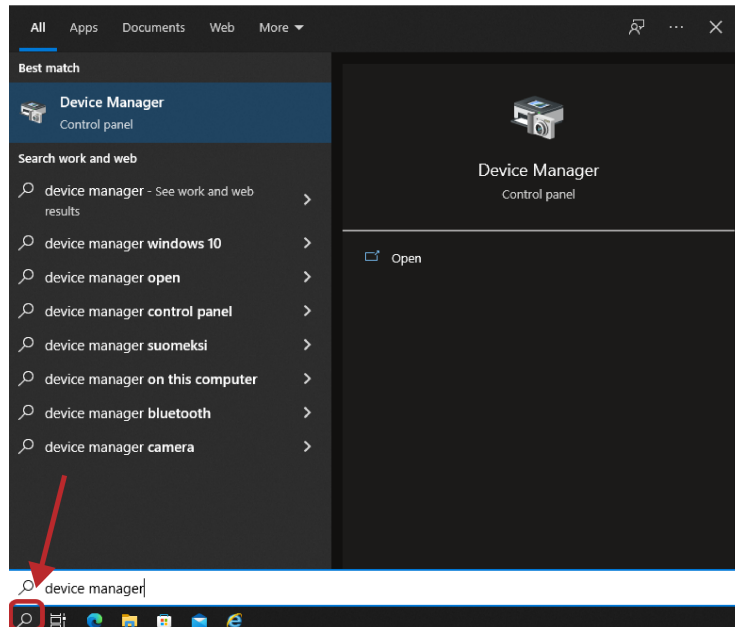 All Apps Documents Web More
Best match
Device Manager
Control panel
Search work and web
device manager - See work and web
results
device manager windows 10
device manager open
device manager control panel
device manager suomeksi
device manager on this computer
device manager bluetooth
device manager camera
Device Manager
Control panel
Open
device manager